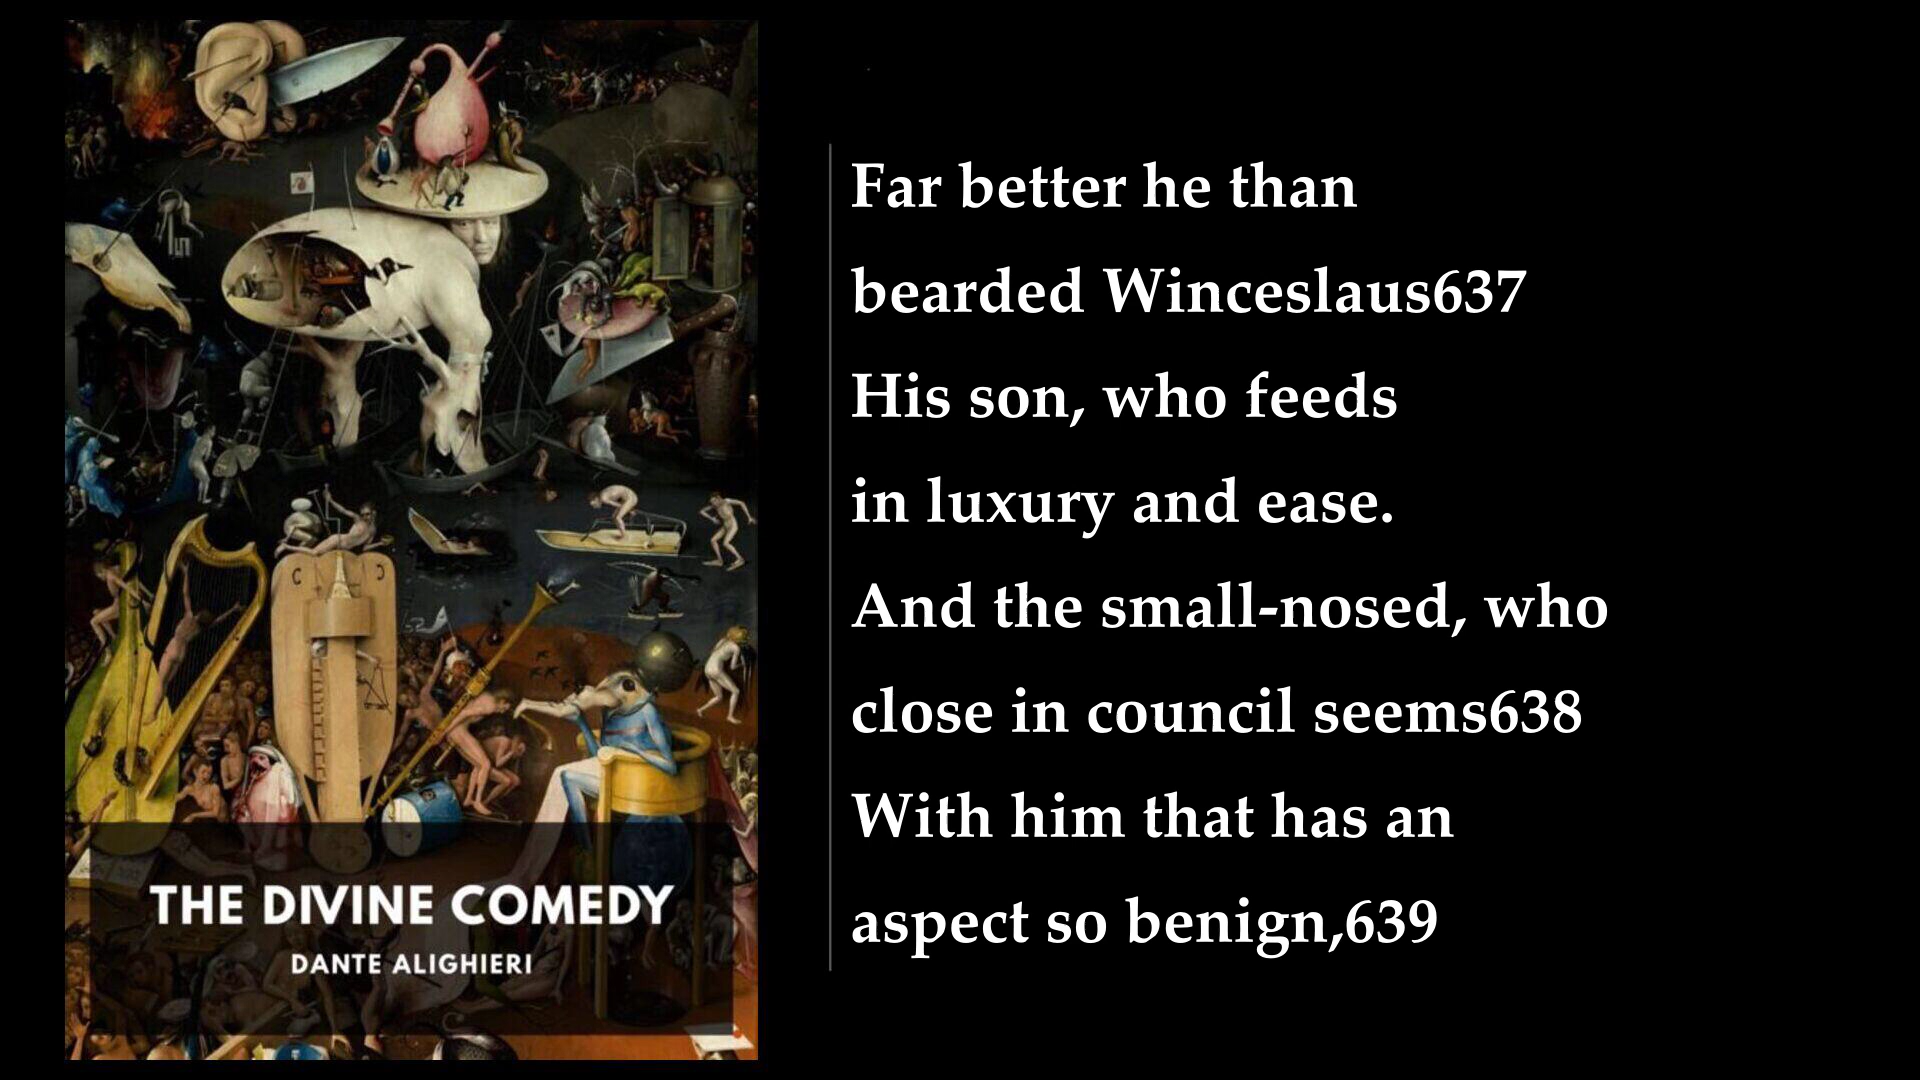 THE DIVINE COMEDY
DANTE ALIGHIERI
Far better he than
bearded Winceslaus637
His son, who feeds
in luxury and ease.
And the small-nosed, who
close in council seems638
With him that has an
aspect so benign,639